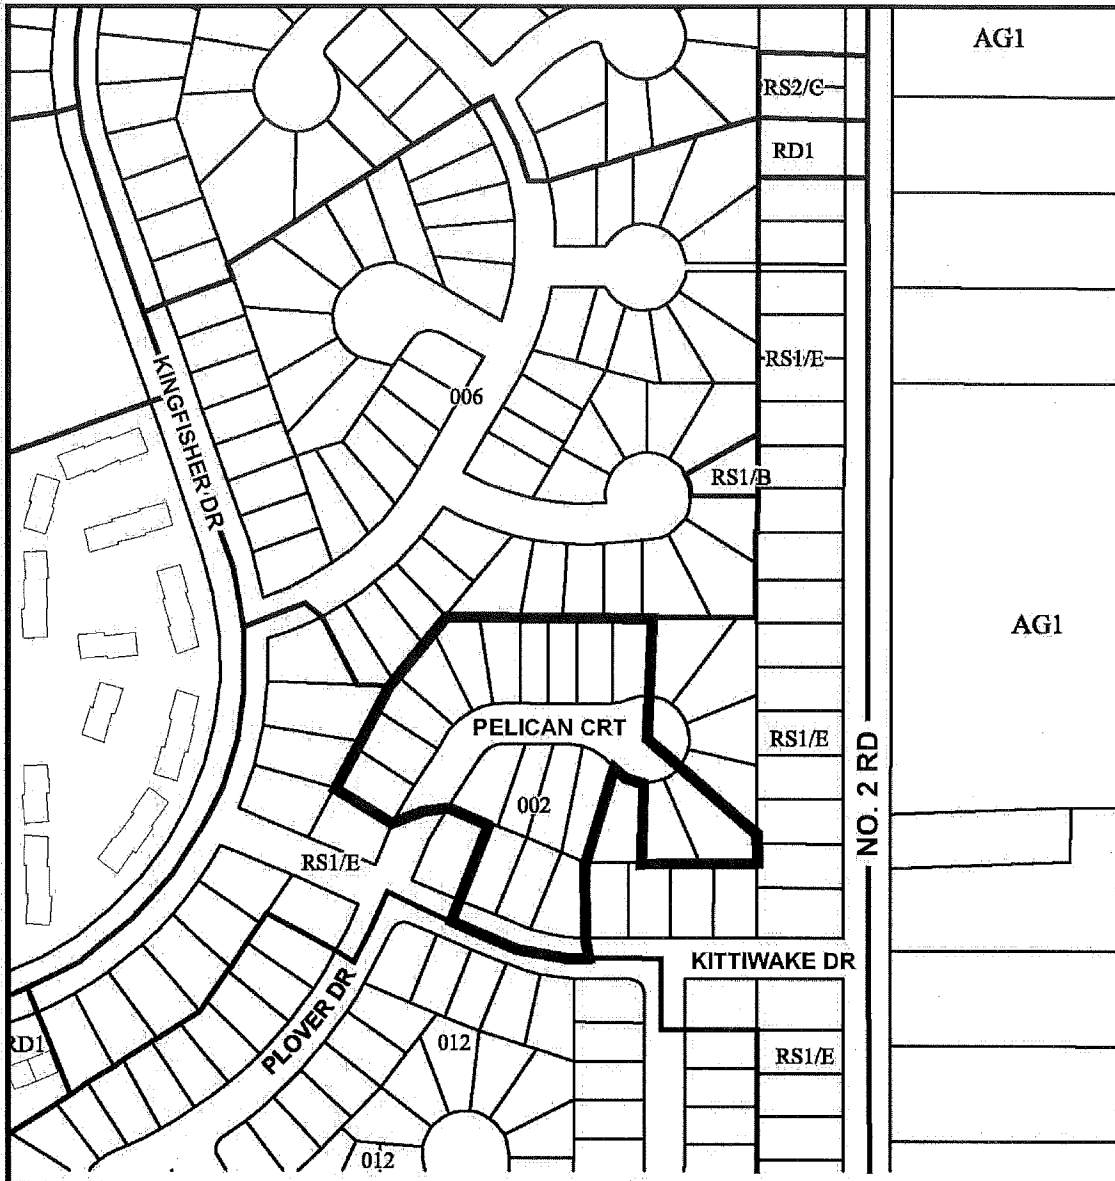 AG1
RS2/C
RD1
RS1/E
KINGFISHER DR
006
RS1/B
AG1
PELICAN CRT
RS1/E
NO. 2 RD
002
RS1/E
KITTIWAKE DR
PLOVER DR
012
RD1
RS1/E
012